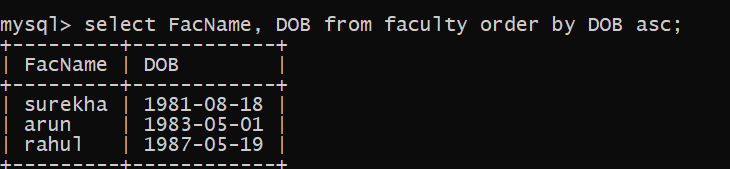 mysql> select FacName, DOB from faculty order by DOB asc;
+---------+------------+
| FacName | DOB        |
+---------+------------+
| surekha | 1981-08-18 |
| arun    | 1983-05-01 |
| rahul   | 1987-05-19 |
+---------+------------+